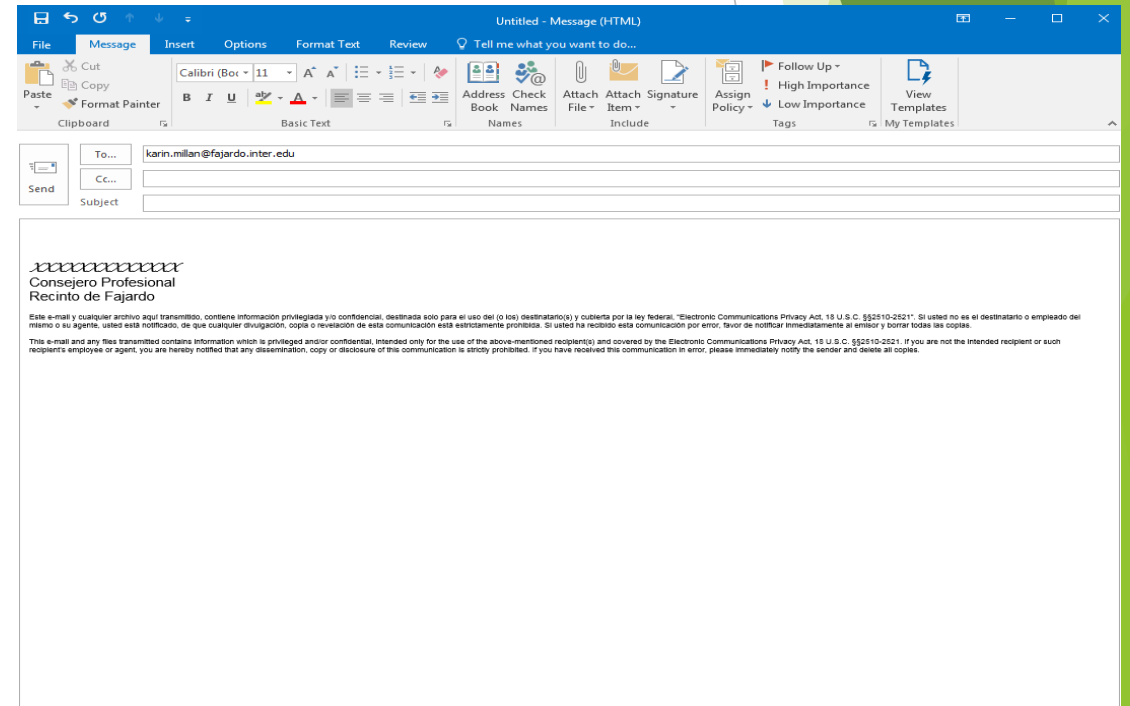 Untitled - Message (HTML)
File Message Insert Options Format Text Review Tell me what you want to do...
Paste Cut Copy Format Painter
Calibri (Boc 11
B I U
Address Book Check Names
Attach File Attach Item Signature
Assign Policy
Follow Up
High Importance
Low Importance
View Templates
Clipboard Basic Text Names Include Tags My Templates
Send
To... karin.millan@fajardo.inter.edu
Cc...
Subject
xxxxxxxxxxxxx
Consejero Profesional
Recinto de Fajardo
Este e-mail y cualquier archivo aquí transmitido, contiene información privilegiada y/o confidencial, destinada solo para el uso del (o los) destinatario(s) y cubierta por la ley federal, "Electronic Communications Privacy Act, 18 U.S.C. §§2510-2521". Si usted no es el destinatario o empleado del
mismo o su agente, usted está notificado, de que cualquier divulgación, copia o revelación de esta comunicación está estrictamente prohibida. Si usted ha recibido esta comunicación por error, favor de notificar inmediatamente al emisor y borrar todas las copias.
This e-mail and any files transmitted contains information which is privileged and/or confidential, intended only for the use of the above-mentioned recipient(s) and covered by the Electronic Communications Privacy Act, 18 U.S.C. §§2510-2521. If you are not the intended recipient or such
recipient's employee or agent, you are hereby notified that any dissemination, copy or disclosure of this communication is strictly prohibited. If you have received this communication in error, please immediately notify the sender and delete all copies.